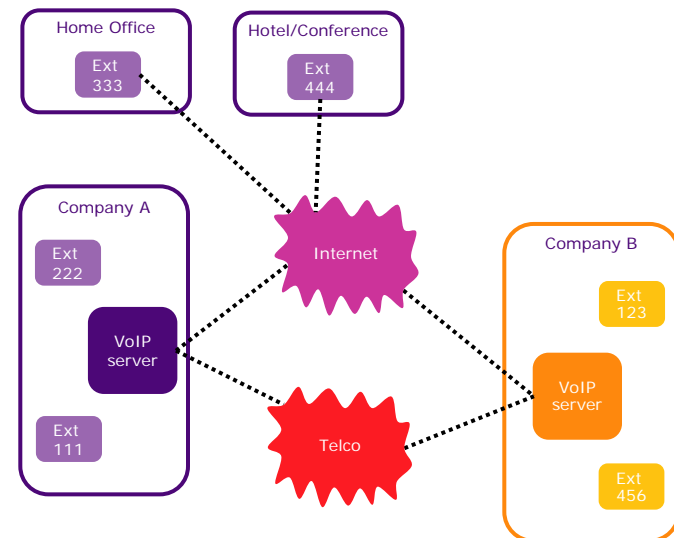 Home Office
Ext
333
Hotel/Conference
Ext
444
Company A
Ext
222
VoIP
server
Ext
111
Internet
Telco
Company B
Ext
123
VoIP
server
Ext
456